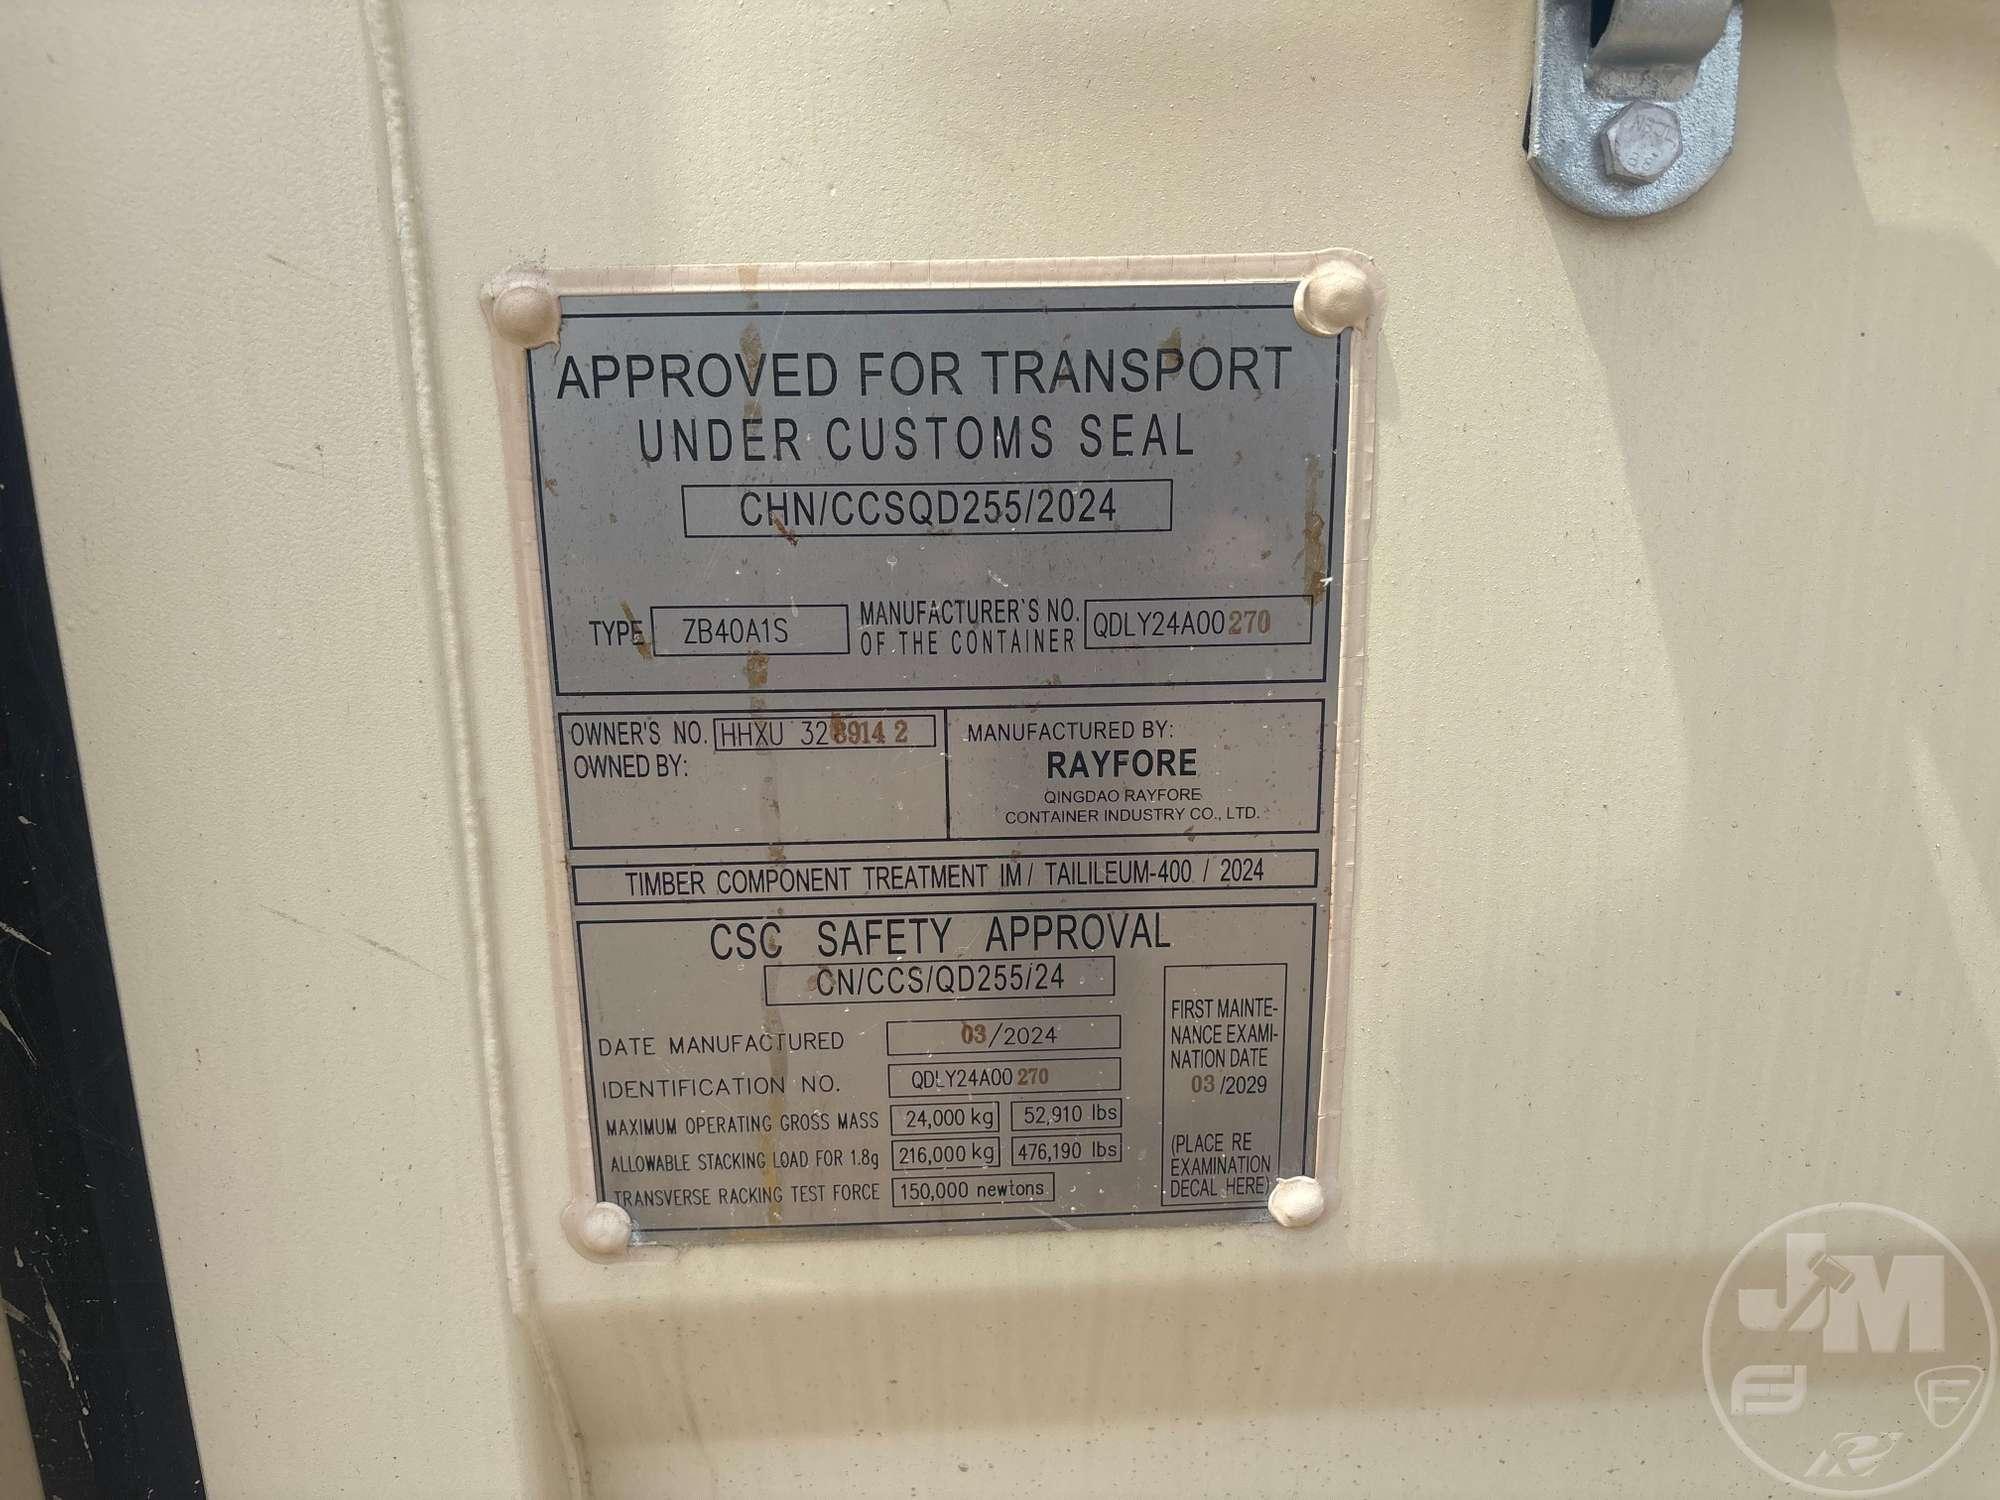 APPROVED FOR TRANSPORT
UNDER CUSTOMS SEAL
CHN/CCSQD255/2024
TYPE ZB40A1S MANUFACTURER'S NO. OF THE CONTAINER QDLY24A00270
OWNER'S NO. HHXU 328914 2
OWNED BY:
MANUFACTURED BY:
RAYFORE
QINGDAO RAYFORE
CONTAINER INDUSTRY CO., LTD.
TIMBER COMPONENT TREATMENT IM / TAILILEUM-400 / 2024
CSC SAFETY APPROVAL
CN/CCS/QD255/24
DATE MANUFACTURED 03/2024
IDENTIFICATION NO. QDLY24A00270
MAXIMUM OPERATING GROSS MASS 24,000 kg 52,910 lbs
ALLOWABLE STACKING LOAD FOR 1.8g 216,000 kg 476,190 lbs
TRANSVERSE RACKING TEST FORCE 150,000 newtons
FIRST MAINTE-
NANCE EXAMI-
NATION DATE
03/2029
(PLACE RE
EXAMINATION
DECAL HERE)
JM
F